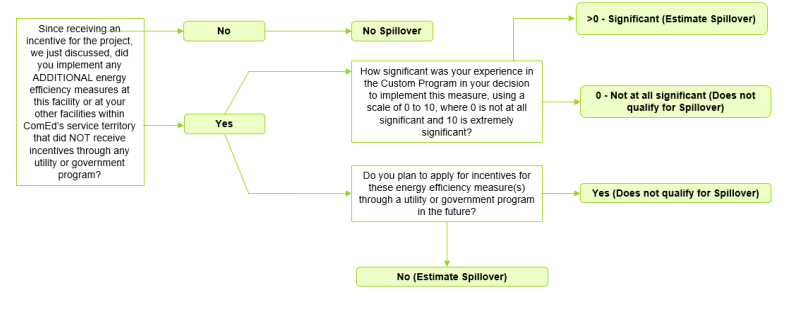 Since receiving an
incentive for the project,
we just discussed, did
you implement any
ADDITIONAL energy
efficiency measures at
this facility or at your
other facilities within
ComEd's service territory
that did NOT receive
incentives through any
utility or government
program?
No
No Spillover
Yes
How significant was your experience in
the Custom Program in your decision
to implement this measure, using a
scale of 0 to 10, where 0 is not at all
significant and 10 is extremely
significant?
>0 - Significant (Estimate Spillover)
0 - Not at all significant (Does not
qualify for Spillover)
Do you plan to apply for incentives for
these energy efficiency measure(s)
through a utility or government program
in the future?
Yes (Does not qualify for Spillover)
No (Estimate Spillover)